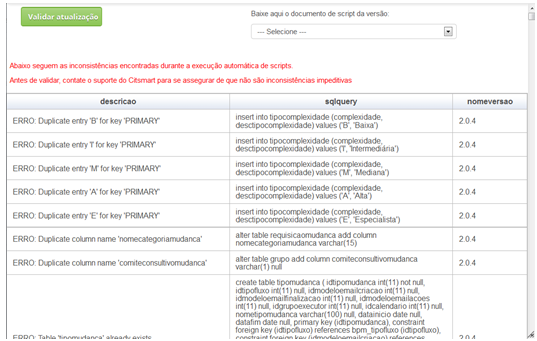 Validar atualização
Baixe aqui o documento de script da versão:
--- Selecione ---
Abaixo seguem as inconsistências encontradas durante a execução automática de scripts.
Antes de validar, contate o suporte do Citsmart para se assegurar de que não são inconsistências impeditivas
descricao sqlquery nomeversao
ERRO: Duplicate entry 'B' for key 'PRIMARY' insert into tipocomplexidade (complexidade, 2.0.4
desctipocomplexidade) values ('B', 'Baixa')
ERRO: Duplicate entry 'I' for key 'PRIMARY' insert into tipocomplexidade (complexidade, 2.0.4
desctipocomplexidade) values ('I', 'Intermediária')
ERRO: Duplicate entry 'M' for key 'PRIMARY' insert into tipocomplexidade (complexidade, 2.0.4
desctipocomplexidade) values ('M', 'Mediana')
ERRO: Duplicate entry 'A' for key 'PRIMARY' insert into tipocomplexidade (complexidade, 2.0.4
desctipocomplexidade) values ('A', 'Alta')
ERRO: Duplicate entry 'E' for key 'PRIMARY' insert into tipocomplexidade (complexidade, 2.0.4
desctipocomplexidade) values ('E', 'Especialista')
ERRO: Duplicate column name 'nomecategoriamudanca' alter table requisicaomudanca add column 2.0.4
nomecategoriamudanca varchar(15)
ERRO: Duplicate column name 'comiteconsultivomudanca' alter table grupo add column comiteconsultivomudanca 2.0.4
varchar(1) null
create table tipomudanca ( idtipomudanca int(11) not null,
idtipofluxo int(11) null, idmodeloemailcriacao int(11) null,
idmodeloemailfinalizacao int(11) null, idmodeloemailacoes
int(11) null, idgrupoexecutor int(11) null, idcalendario int(11) null,
nometipomudanca varchar(100) null, datainicio date null,
datafim date null, primary key (idtipomudanca), constraint
foreign key (idtipofluxo) references bpm_tipofluxo (idtipofluxo),
constraint foreign key (idmodeloemailcriacao) references
ERRO: Table 'tipomudanca' already exists 2.0.4